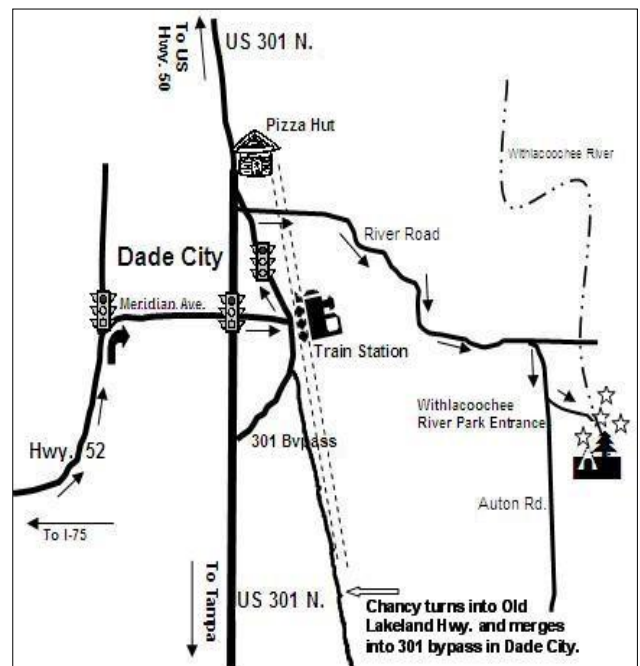 To US
Hwy. 50
US 301 N.
Pizza Hut
Withlacoochee River
River Road
Dade City
Meridian Ave.
Train Station
Withlacoochee
River Park Entrance
301 Bypass
Hwy. 52
Auton Rd.
To I-75
To Tampa
US 301 N.
Chancy turns into Old
Lakeland Hwy. and merges
into 301 bypass in Dade City.